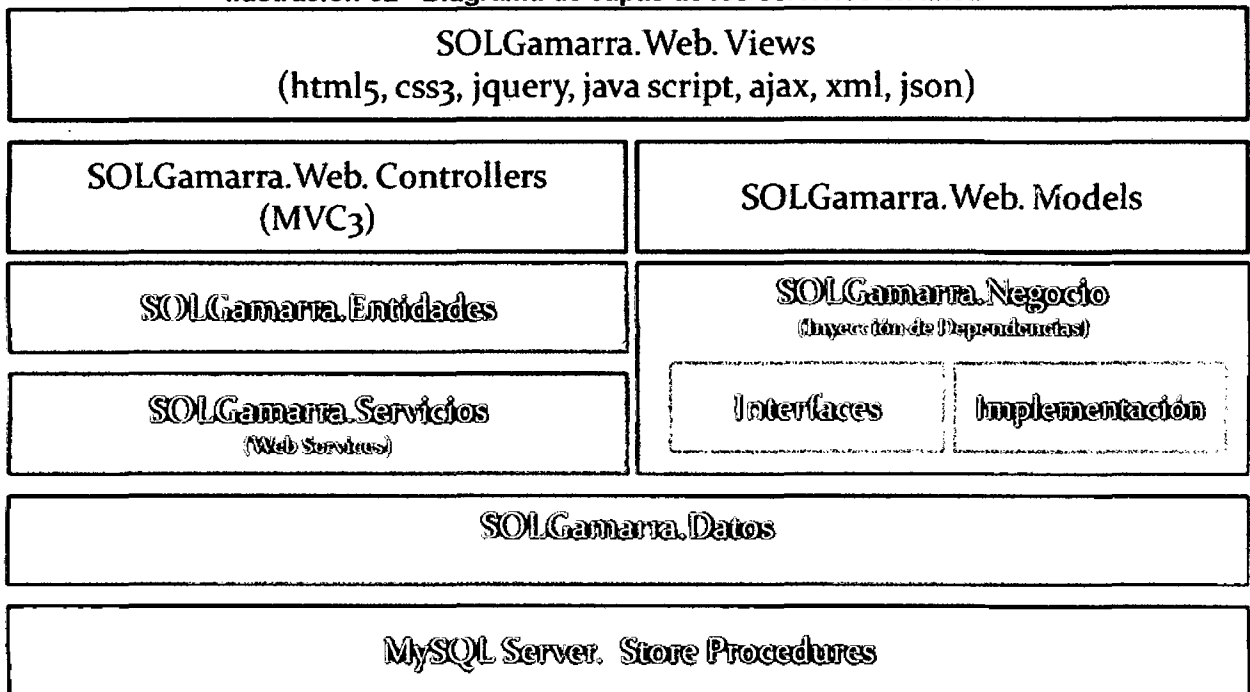 SOLGamarra.Web. Views
(html5, css3, jquery, java script, ajax, xml, json)
SOLGamarra.Web. Controllers
(MVC3)
SOLGamarra.Web. Models
SOLGamarra.Entidades
SOLGamarra.Negocio
(Inyección de Dependencias)
SOLGamarra.Servicios
(Web Services)
Interfaces
Implementación
SOLGamarra.Datos
MySQL Server. Store Procedures